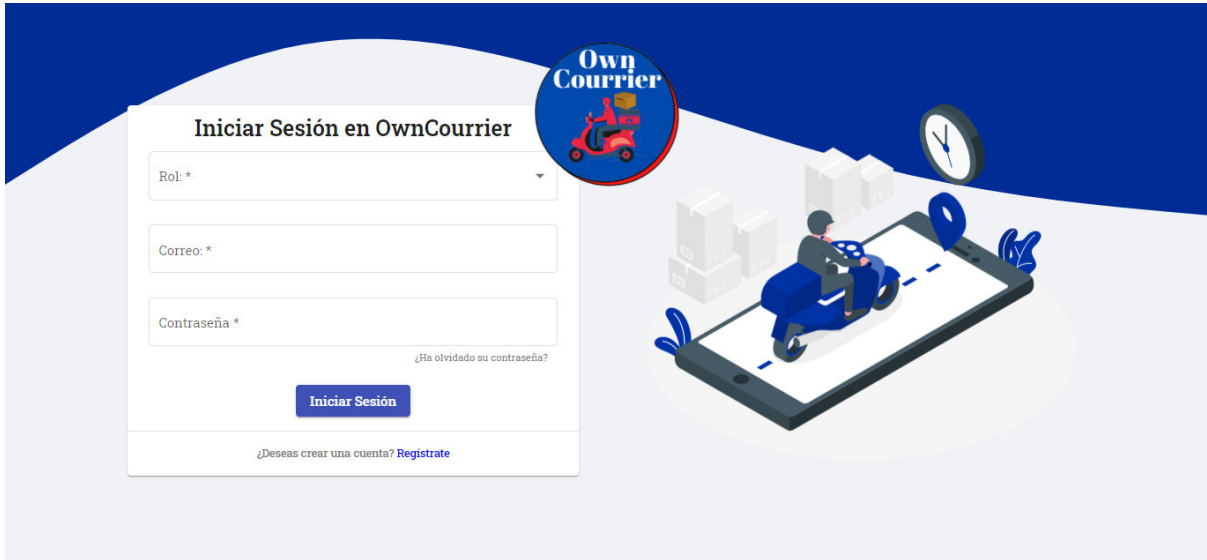 Own
Courrier
Iniciar Sesión en OwnCourrier
Rol: *
Correo: *
Contraseña *
¿Ha olvidado su contraseña?
Iniciar Sesión
¿Deseas crear una cuenta? Regístrate